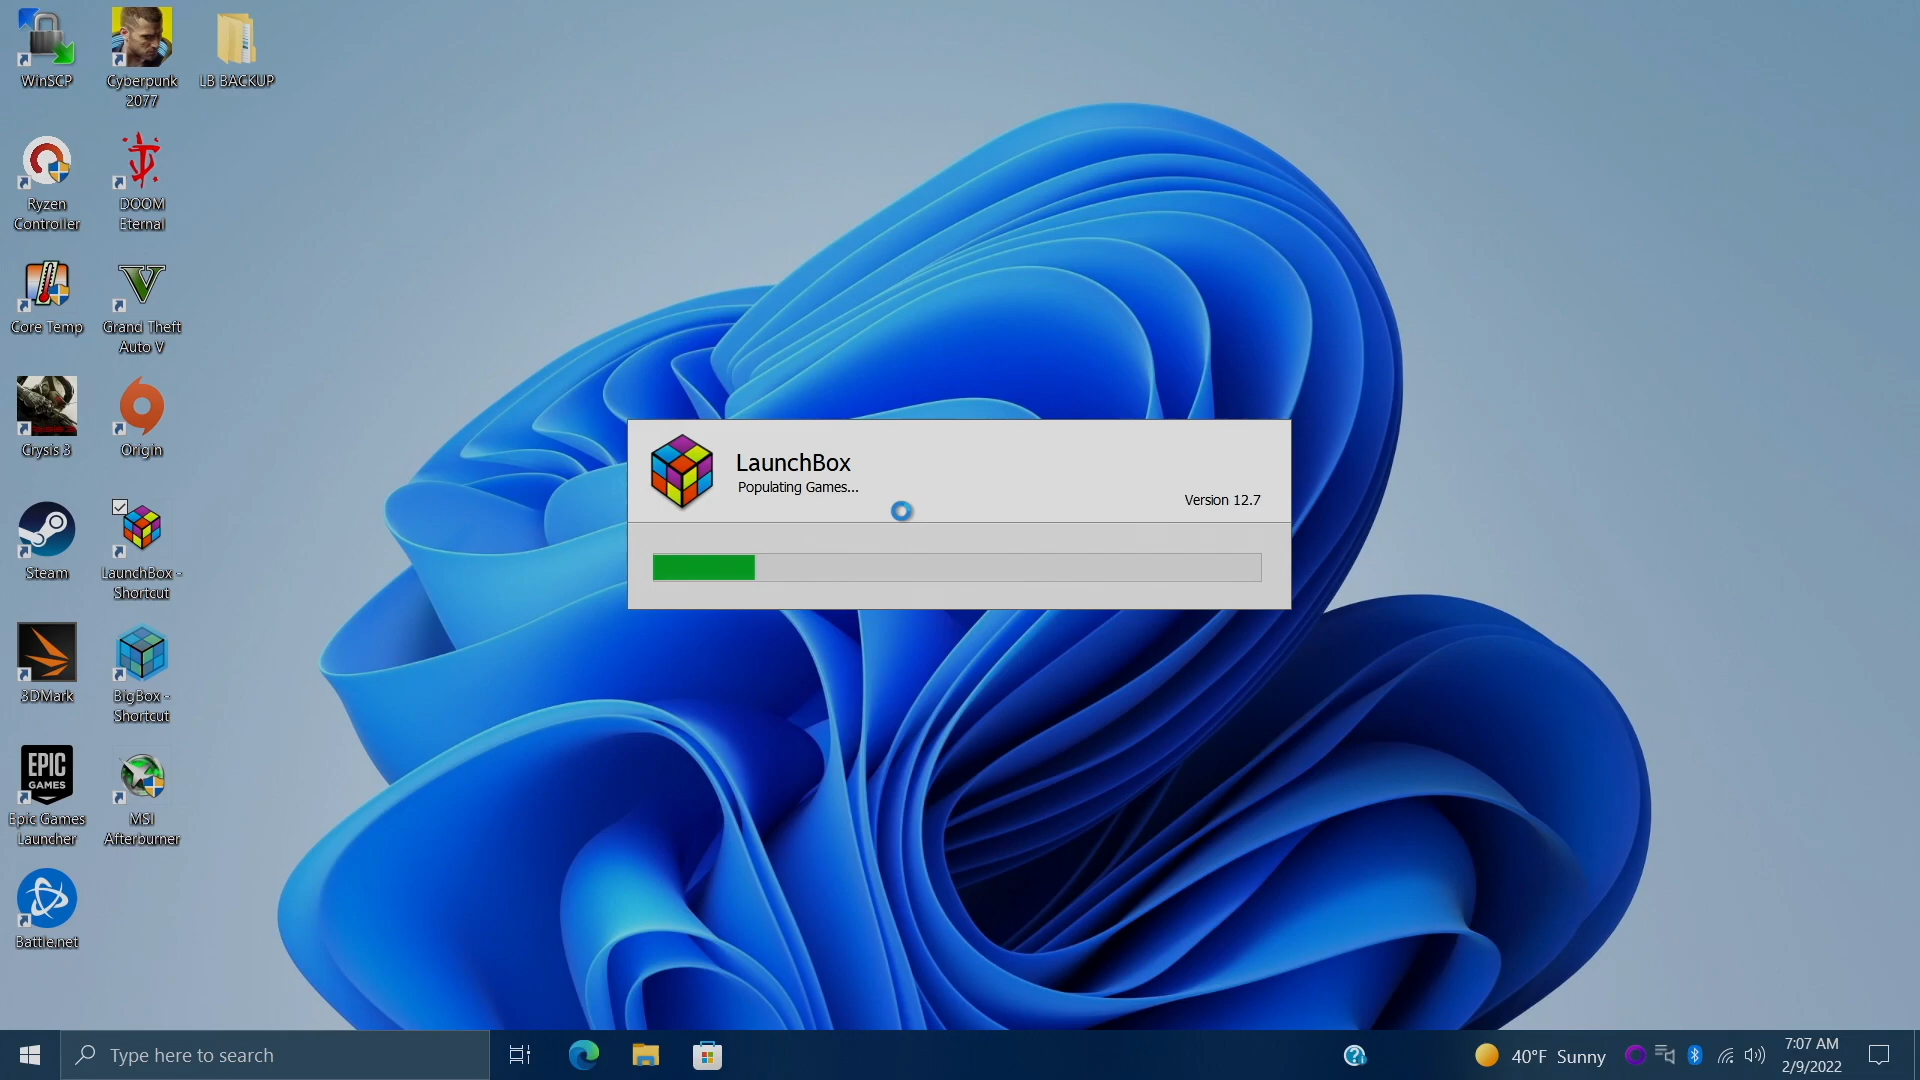 WinSCP
Cyberpunk
2077
LB BACKUP
Ryzen
Controller
DOOM
Eternal
Core Temp
Grand Theft
Auto V
Crysis 3
Origin
Steam
LaunchBox -
Shortcut
3DMark
BigBox -
Shortcut
EPIC
GAMES
Epic Games
Launcher
MSI
Afterburner
Battle.net
LaunchBox
Populating Games...
Version 12.7
Type here to search
40°F Sunny
7:07 AM
2/9/2022